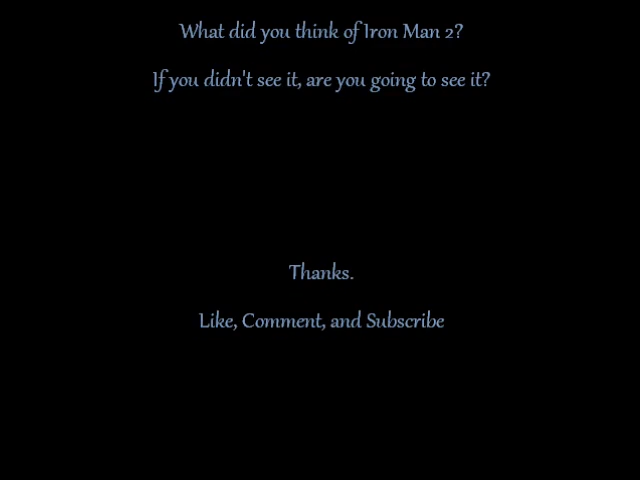 What did you think of Iron Man 2?
If you didn't see it, are you going to see it?
Thanks.
Like, Comment, and Subscribe